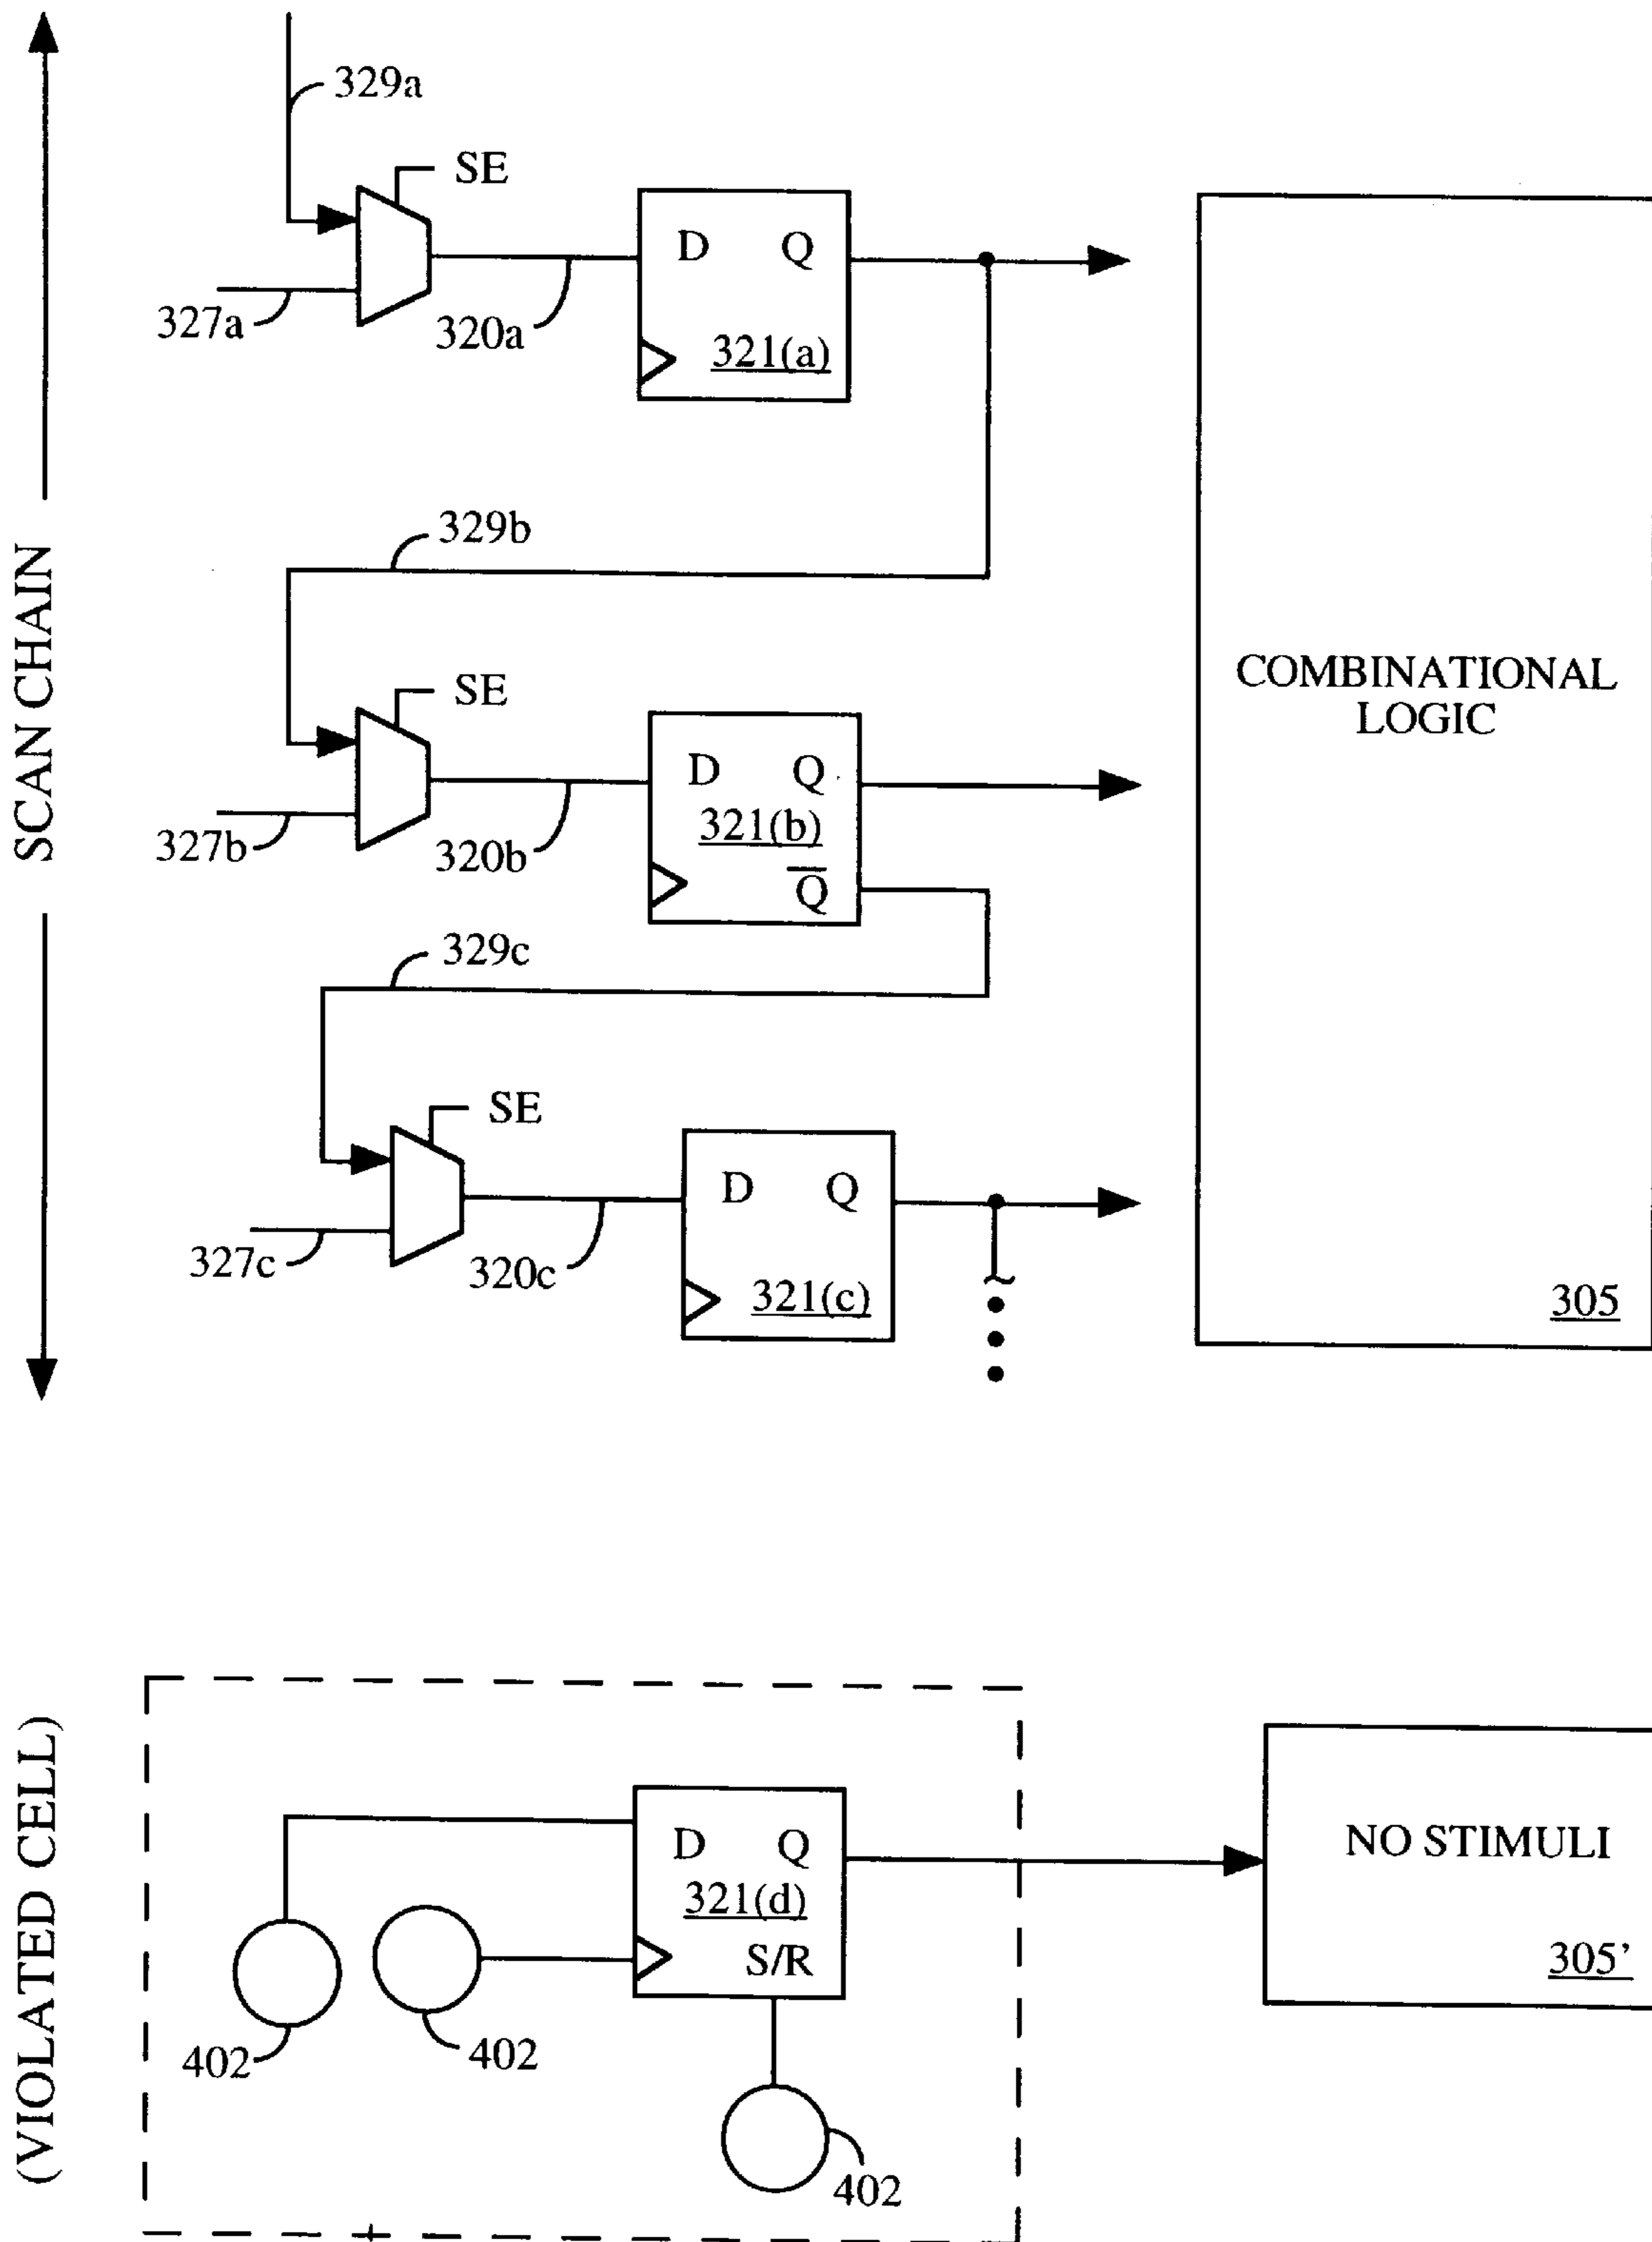 SCAN CHAIN
329a
SE
327a
320a
D Q
321(a)
329b
SE
327b
320b
D Q
321(b)
Q̅
329c
SE
327c
320c
D Q
321(c)
COMBINATIONAL
LOGIC
305
(VIOLATED CELL)
D Q
321(d)
S/R
402
402
402
NO STIMULI
305'